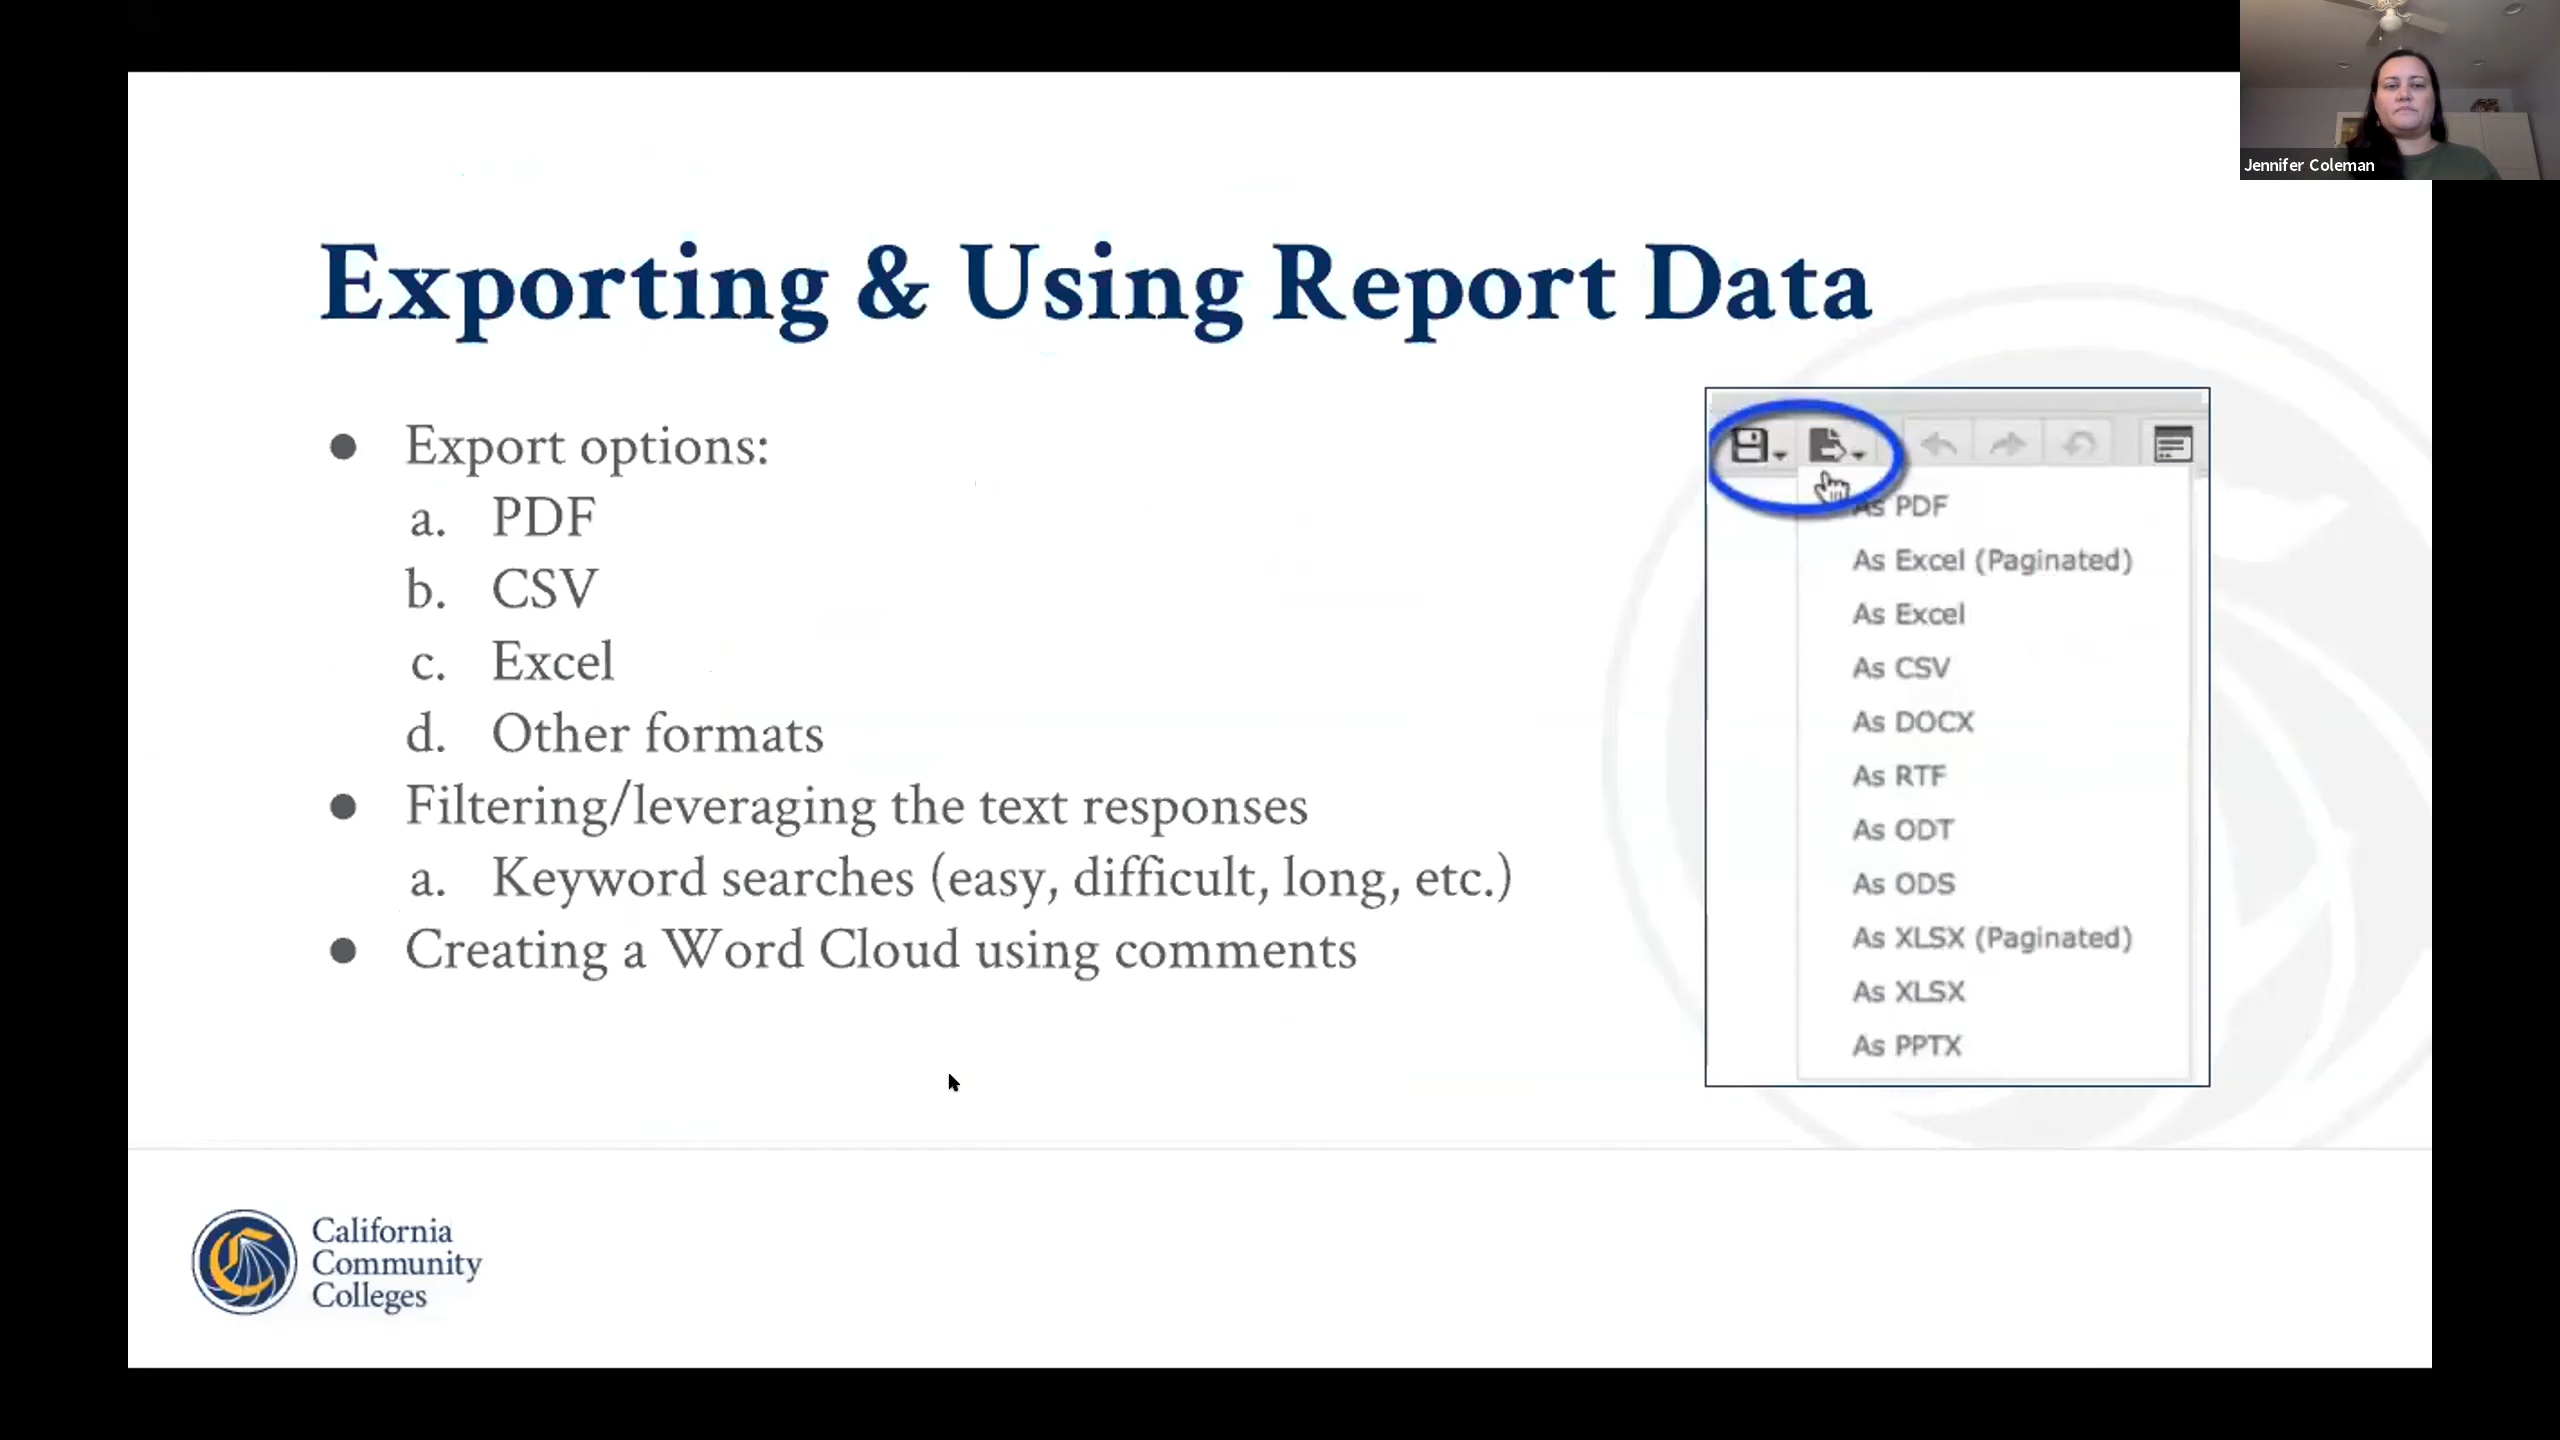 Jennifer Coleman
Exporting & Using Report Data
● Export options:
a. PDF
b. CSV
c. Excel
d. Other formats
● Filtering/leveraging the text responses
a. Keyword searches (easy, difficult, long, etc.)
● Creating a Word Cloud using comments
As PDF
As Excel (Paginated)
As Excel
As CSV
As DOCX
As RTF
As ODT
As ODS
As XLSX (Paginated)
As XLSX
As PPTX
California
Community
Colleges